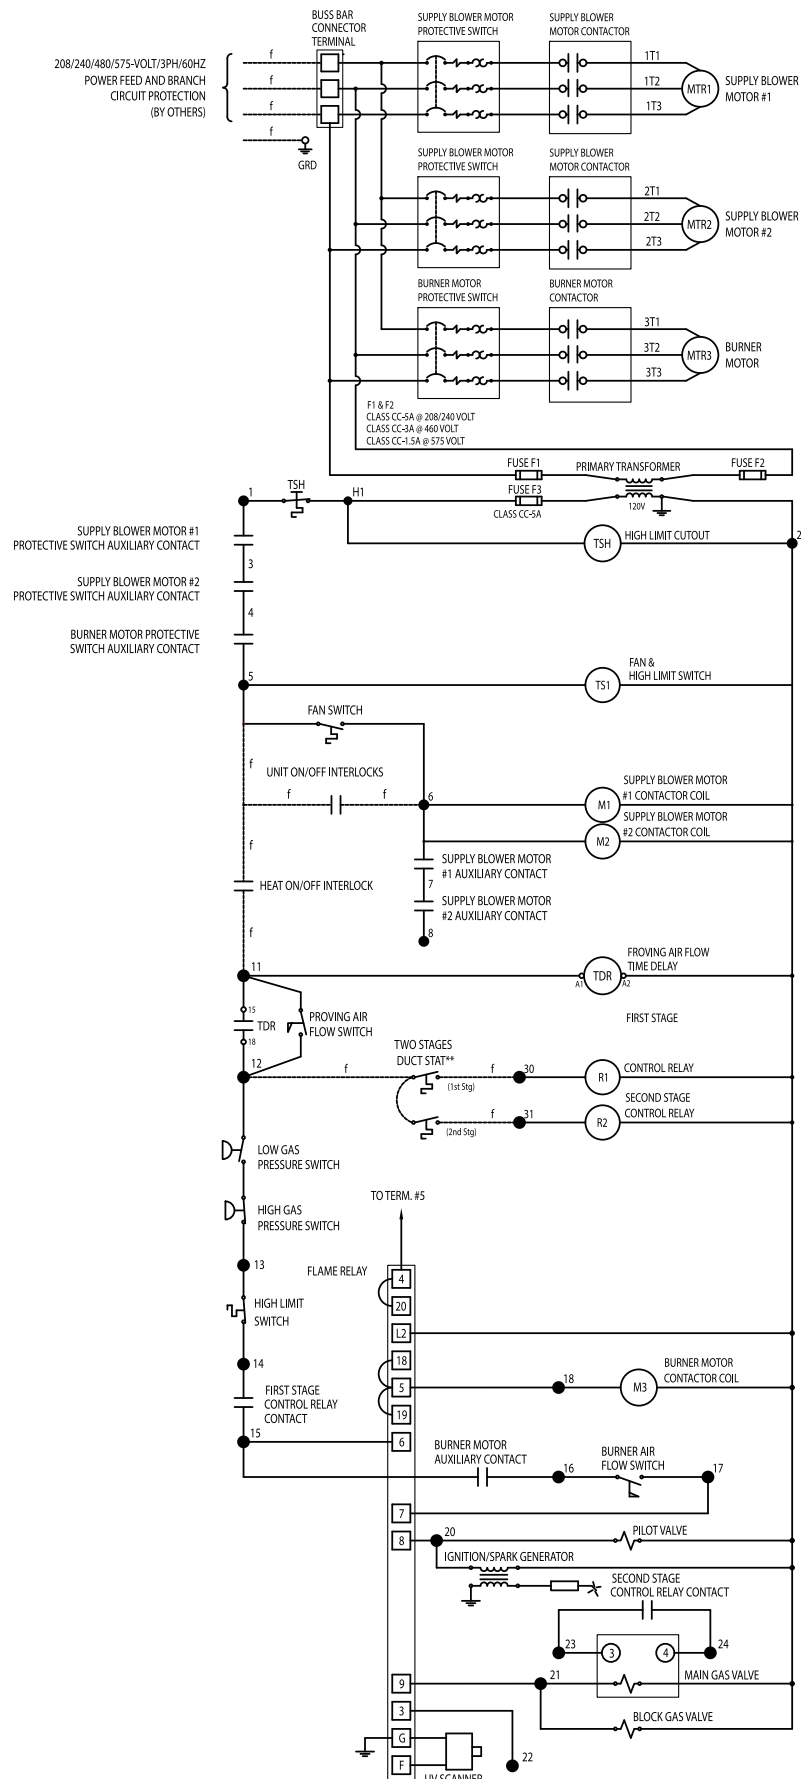 BUSS BAR
CONNECTOR
TERMINAL
SUPPLY BLOWER MOTOR
PROTECTIVE SWITCH
SUPPLY BLOWER
MOTOR CONTACTOR
208/240/480/575-VOLT/3PH/60HZ
POWER FEED AND BRANCH
CIRCUIT PROTECTION
(BY OTHERS)
f
f
f
f
GRD
1T1
1T2
1T3
MTR1
SUPPLY BLOWER
MOTOR #1
SUPPLY BLOWER MOTOR
PROTECTIVE SWITCH
SUPPLY BLOWER
MOTOR CONTACTOR
2T1
2T2
2T3
MTR2
SUPPLY BLOWER
MOTOR #2
BURNER MOTOR
PROTECTIVE SWITCH
BURNER MOTOR
CONTACTOR
3T1
3T2
3T3
MTR3
BURNER
MOTOR
F1 & F2
CLASS CC-5A @ 208/240 VOLT
CLASS CC-3A @ 460 VOLT
CLASS CC-1.5A @ 575 VOLT
FUSE F1
PRIMARY TRANSFORMER
FUSE F2
1
TSH
H1
FUSE F3
CLASS CC-5A
120V
SUPPLY BLOWER MOTOR #1
PROTECTIVE SWITCH AUXILIARY CONTACT
TSH
HIGH LIMIT CUTOUT
2
3
SUPPLY BLOWER MOTOR #2
PROTECTIVE SWITCH AUXILIARY CONTACT
4
BURNER MOTOR PROTECTIVE
SWITCH AUXILIARY CONTACT
5
TS1
FAN &
HIGH LIMIT SWITCH
FAN SWITCH
f
UNIT ON/OFF INTERLOCKS
f
f
6
M1
SUPPLY BLOWER MOTOR
#1 CONTACTOR COIL
M2
SUPPLY BLOWER MOTOR
#2 CONTACTOR COIL
f
SUPPLY BLOWER MOTOR
#1 AUXILIARY CONTACT
7
HEAT ON/OFF INTERLOCK
SUPPLY BLOWER MOTOR
#2 AUXILIARY CONTACT
f
8
11
TDR
A1
A2
FROVING AIR FLOW
TIME DELAY
15
TDR
18
PROVING AIR
FLOW SWITCH
FIRST STAGE
12
f
TWO STAGES
DUCT STAT**
(1st Stg)
f
30
R1
CONTROL RELAY
(2nd Stg)
f
31
R2
SECOND STAGE
CONTROL RELAY
LOW GAS
PRESSURE SWITCH
HIGH GAS
PRESSURE SWITCH
TO TERM. #5
13
FLAME RELAY
4
20
HIGH LIMIT
SWITCH
L2
14
18
5
19
18
M3
BURNER MOTOR
CONTACTOR COIL
FIRST STAGE
CONTROL RELAY
CONTACT
15
6
BURNER MOTOR
AUXILIARY CONTACT
16
BURNER AIR
FLOW SWITCH
17
7
8
20
PILOT VALVE
IGNITION/SPARK GENERATOR
SECOND STAGE
CONTROL RELAY CONTACT
23
3
4
24
9
21
MAIN GAS VALVE
3
BLOCK GAS VALVE
G
F
22
UV SCANNER